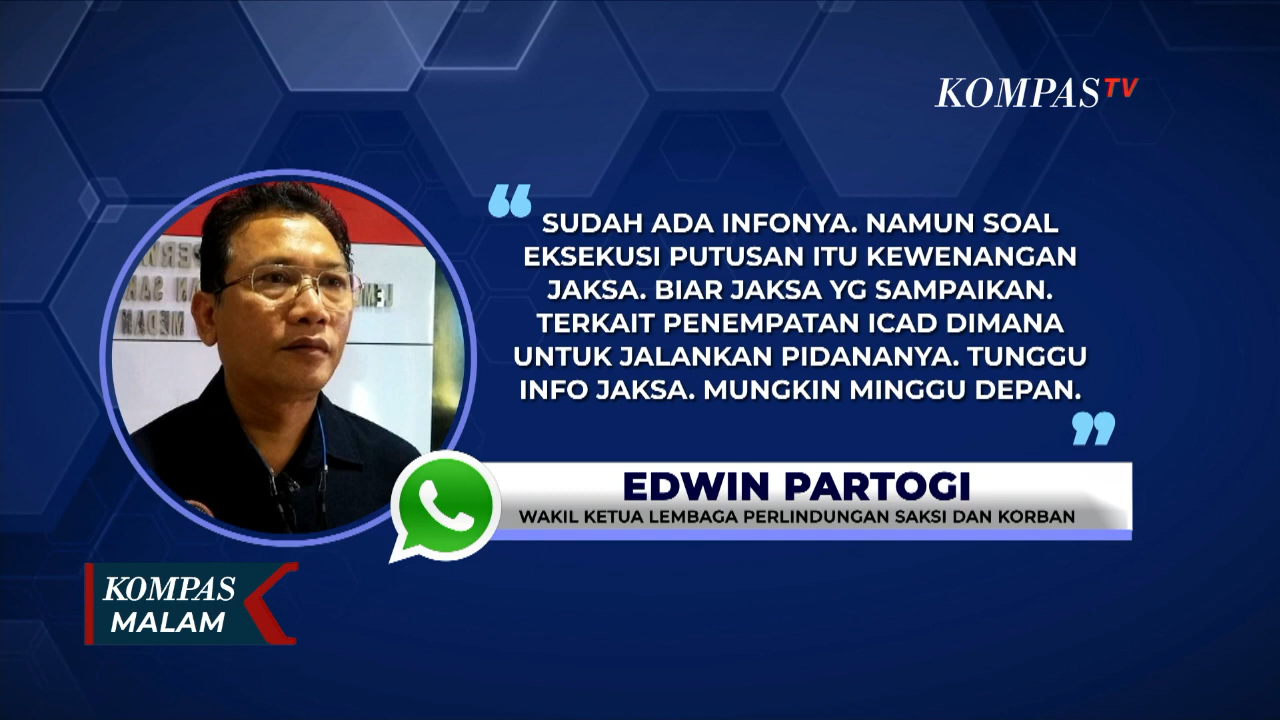 KOMPASTV
SUDAH ADA INFONYA. NAMUN SOAL
EKSEKUSI PUTUSAN ITU KEWENANGAN
JAKSA. BIAR JAKSA YG SAMPAIKAN.
TERKAIT PENEMPATAN ICAD DIMANA
UNTUK JALANKAN PIDANANYA. TUNGGU
INFO JAKSA. MUNGKIN MINGGU DEPAN.
EDWIN PARTOGI
WAKIL KETUA LEMBAGA PERLINDUNGAN SAKSI DAN KORBAN
KOMPAS
MALAM